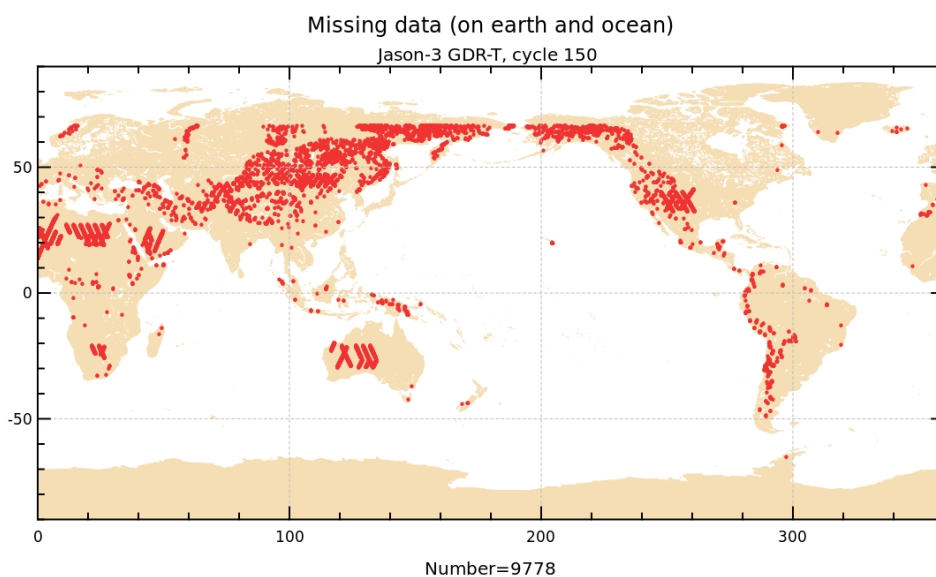 Missing data (on earth and ocean)
Jason-3 GDR-T, cycle 150
50
0
-50
0 100 200 300
Number=9778